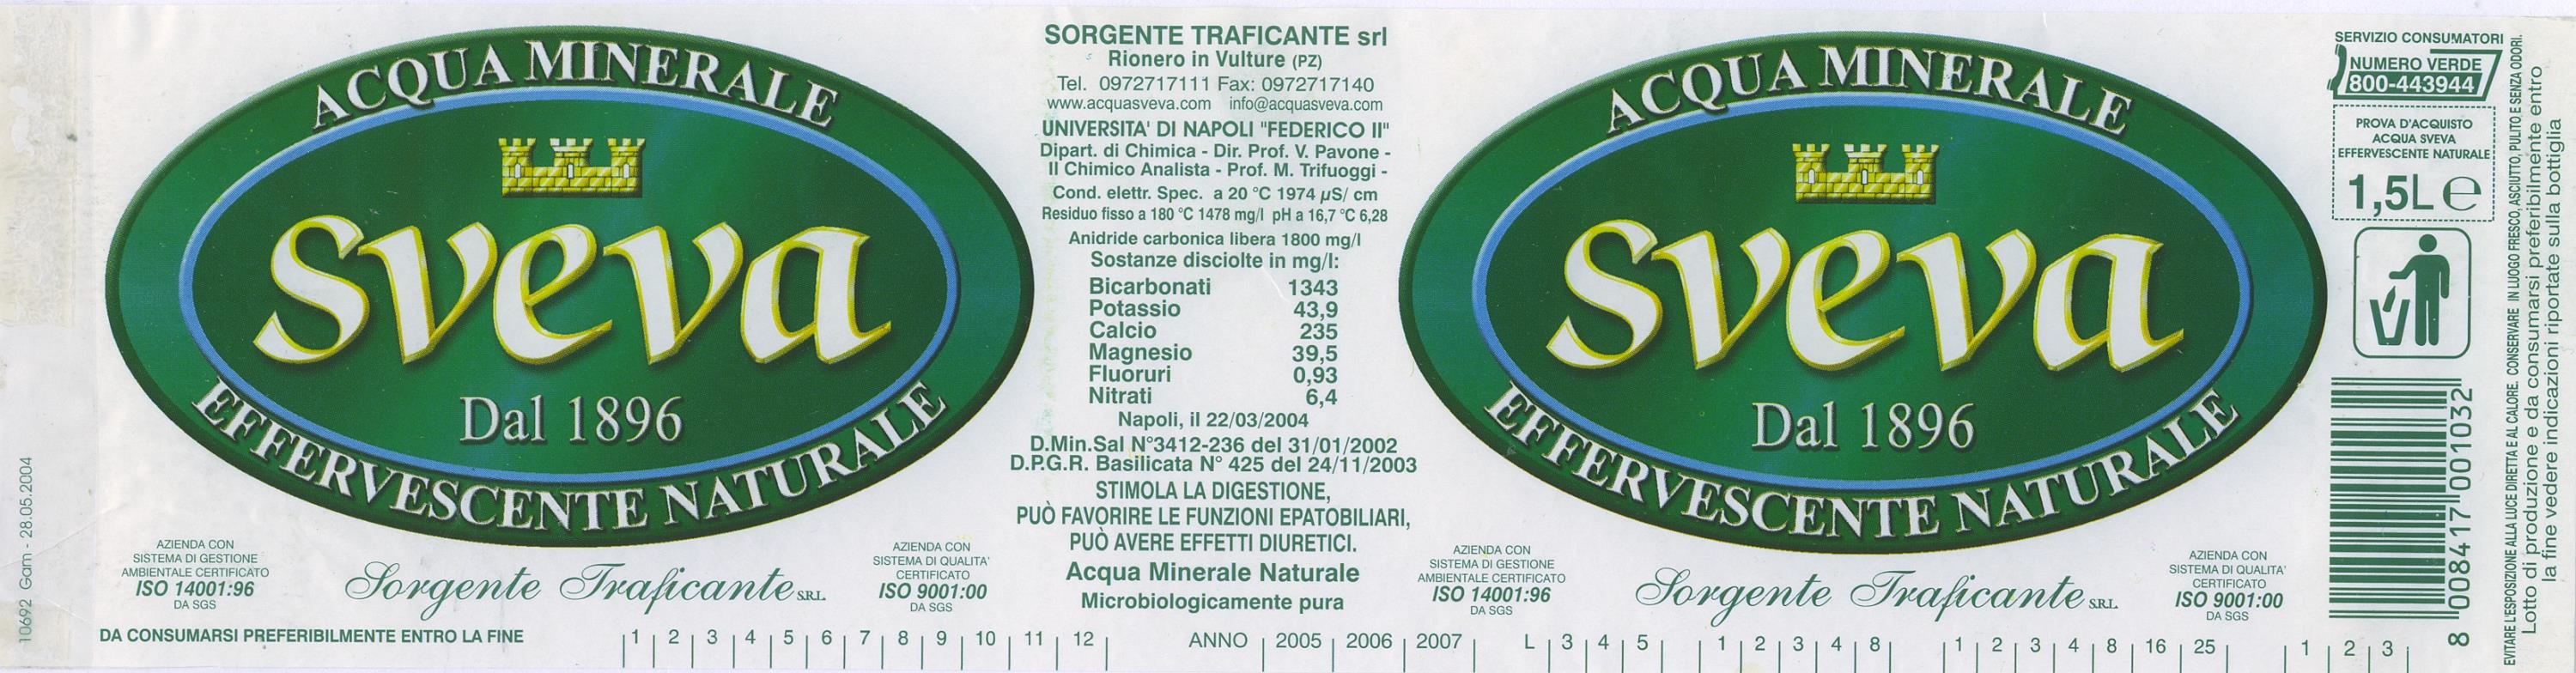 10692 Gam - 28.05.2004
ACQUA MINERALE
Sveva
Dal 1896
EFFERVESCENTE NATURALE
AZIENDA CON
SISTEMA DI GESTIONE
AMBIENTALE CERTIFICATO
ISO 14001:96
DA SGS
Sorgente Traficante S.R.L.
AZIENDA CON
SISTEMA DI QUALITA'
CERTIFICATO
ISO 9001:00
DA SGS
SORGENTE TRAFICANTE srl
Rionero in Vulture (PZ)
Tel. 0972717111 Fax: 0972717140
www.acquasveva.com info@acquasveva.com
UNIVERSITA' DI NAPOLI "FEDERICO II"
Dipart. di Chimica - Dir. Prof. V. Pavone -
Il Chimico Analista - Prof. M. Trifuoggi -
Cond. elettr. Spec. a 20 °C 1974 µS/ cm
Residuo fisso a 180 °C 1478 mg/l pH a 16,7 °C 6,28
Anidride carbonica libera 1800 mg/l
Sostanze disciolte in mg/l:
Bicarbonati 1343
Potassio 43,9
Calcio 235
Magnesio 39,5
Fluoruri 0,93
Nitrati 6,4
Napoli, il 22/03/2004
D.Min.Sal N°3412-236 del 31/01/2002
D.P.G.R. Basilicata N° 425 del 24/11/2003
STIMOLA LA DIGESTIONE,
PUÒ FAVORIRE LE FUNZIONI EPATOBILIARI,
PUÒ AVERE EFFETTI DIURETICI.
Acqua Minerale Naturale
Microbiologicamente pura
ACQUA MINERALE
Sveva
Dal 1896
EFFERVESCENTE NATURALE
AZIENDA CON
SISTEMA DI GESTIONE
AMBIENTALE CERTIFICATO
ISO 14001:96
DA SGS
Sorgente Traficante S.R.L.
AZIENDA CON
SISTEMA DI QUALITA'
CERTIFICATO
ISO 9001:00
DA SGS
SERVIZIO CONSUMATORI
NUMERO VERDE
800-443944
PROVA D'ACQUISTO
ACQUA SVEVA
EFFERVESCENTE NATURALE
1,5L e
8 008417 001032
EVITARE L'ESPOSIZIONE ALLA LUCE DIRETTA E AL CALORE. CONSERVARE IN LUOGO FRESCO, ASCIUTTO, PULITO E SENZA ODORI.
Lotto di produzione e da consumarsi preferibilmente entro
la fine vedere indicazioni riportate sulla bottiglia
DA CONSUMARSI PREFERIBILMENTE ENTRO LA FINE 1 2 3 4 5 6 7 8 9 10 11 12 ANNO 2005 2006 2007 L 3 4 5 1 2 3 4 8 1 2 3 4 8 16 25 1 2 3